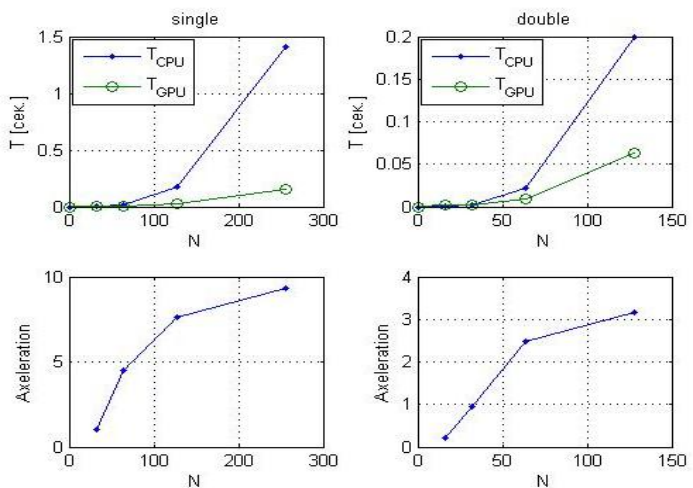 single
1.5
1
0.5
0
T [сек.]
T_CPU
T_GPU
0 100 200 300
N
double
0.2
0.15
0.1
0.05
0
T [сек.]
T_CPU
T_GPU
0 50 100 150
N
10
5
0
Axeleration
0 100 200 300
N
4
3
2
1
0
Axeleration
0 50 100 150
N